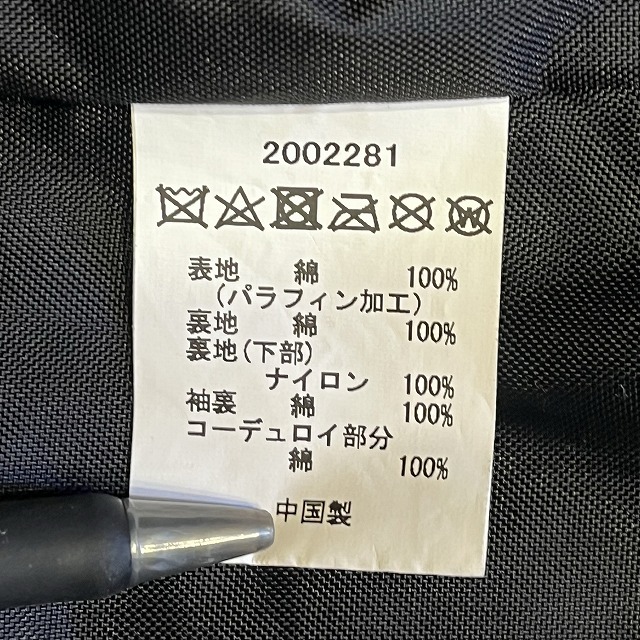 2002281
表地 綿 100%
(パラフィン加工)
裏地 綿 100%
裏地(下部)
ナイロン 100%
袖裏 綿 100%
コーデュロイ部分
綿 100%
中国製